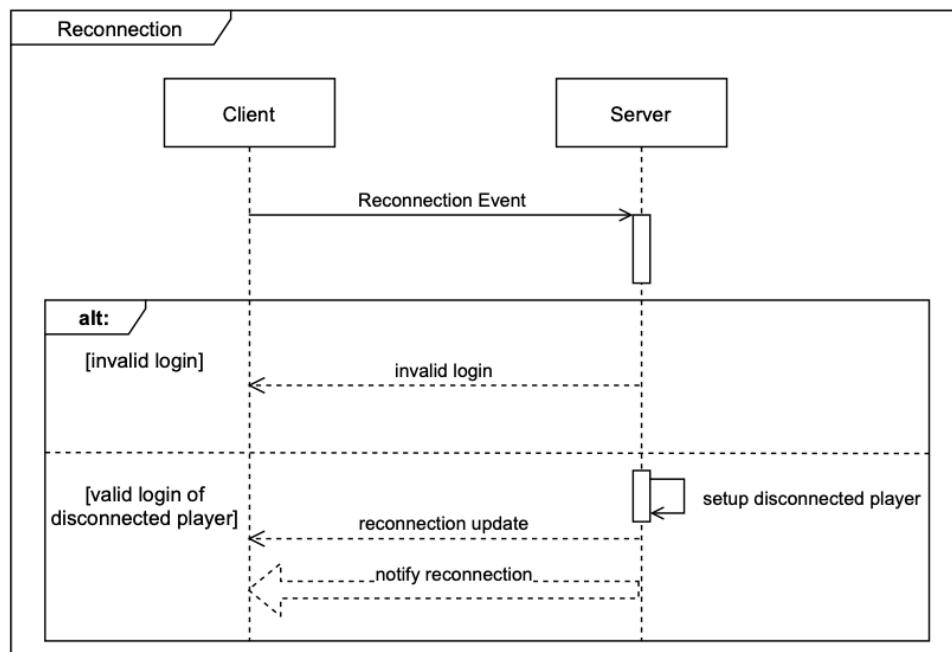 Reconnection
Client
Server
Reconnection Event
alt:
[invalid login]
invalid login
[valid login of
disconnected player]
setup disconnected player
reconnection update
notify reconnection